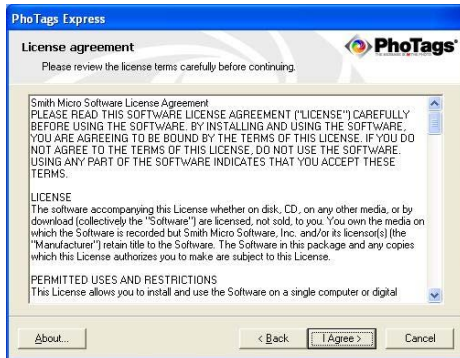 PhoTags Express
License agreement
Please review the license terms carefully before continuing.
PhoTags
Smith Micro Software License Agreement
PLEASE READ THIS SOFTWARE LICENSE AGREEMENT ("LICENSE") CAREFULLY
BEFORE USING THE SOFTWARE. BY INSTALLING AND USING THE SOFTWARE,
YOU ARE AGREEING TO BE BOUND BY THE TERMS OF THIS LICENSE. IF YOU DO
NOT AGREE TO THE TERMS OF THIS LICENSE, DO NOT USE THE SOFTWARE.
USING ANY PART OF THE SOFTWARE INDICATES THAT YOU ACCEPT THESE
TERMS.
LICENSE
The software accompanying this License whether on disk, CD, on any other media, or by
download (collectively the "Software") are licensed, not sold, to you. You own the media on
which the Software is recorded but Smith Micro Software, Inc. and/or its licensor(s) (the
"Manufacturer") retain title to the Software. The Software in this package and any copies
which this License authorizes you to make are subject to this License.
PERMITTED USES AND RESTRICTIONS
This License allows you to install and use the Software on a single computer or digital
About...
< Back
I Agree >
Cancel